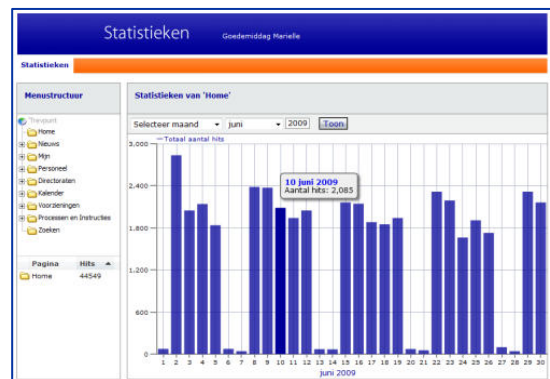 Statistieken
Goedemiddag Marielle
Statistieken
Menustructuur
Trefpunt
Home
Nieuws
Mijn
Personeel
Directoraten
Kalender
Voorzieningen
Processen en Instructies
Zoeken
Pagina Hits
Home 44549
Statistieken van 'Home'
Selecteer maand juni 2009 Toon
Totaal aantal hits
3.000
2.400
1.800
1.200
600
0
10 juni 2009
Aantal hits: 2,085
1 2 3 4 5 6 7 8 9 10 11 12 13 14 15 16 17 18 19 20 21 22 23 24 25 26 27 28 29 30
juni 2009